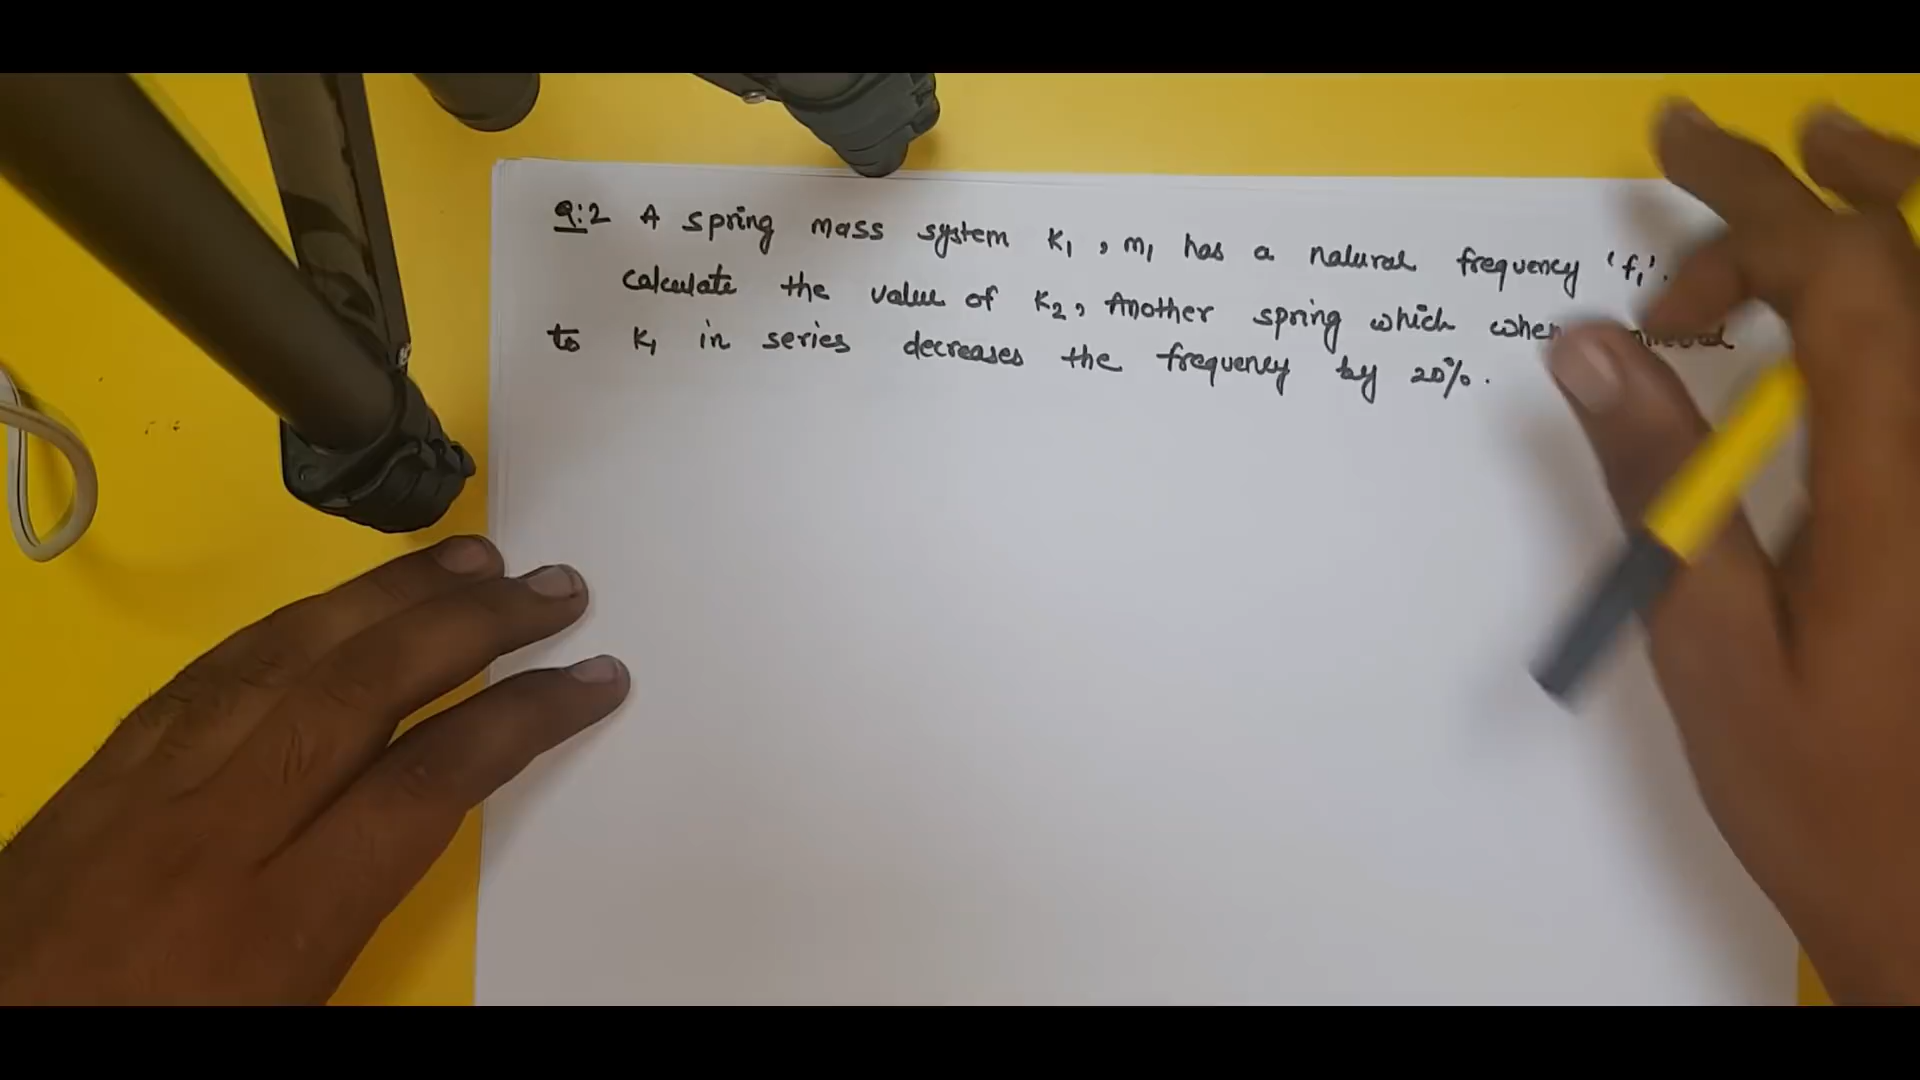 Q:2 A spring mass system K₁, m₁ has a natural frequency 'f₁'.
calculate the value of K₂, Another spring which when
to K₁ in series decreases the frequency by 20%.